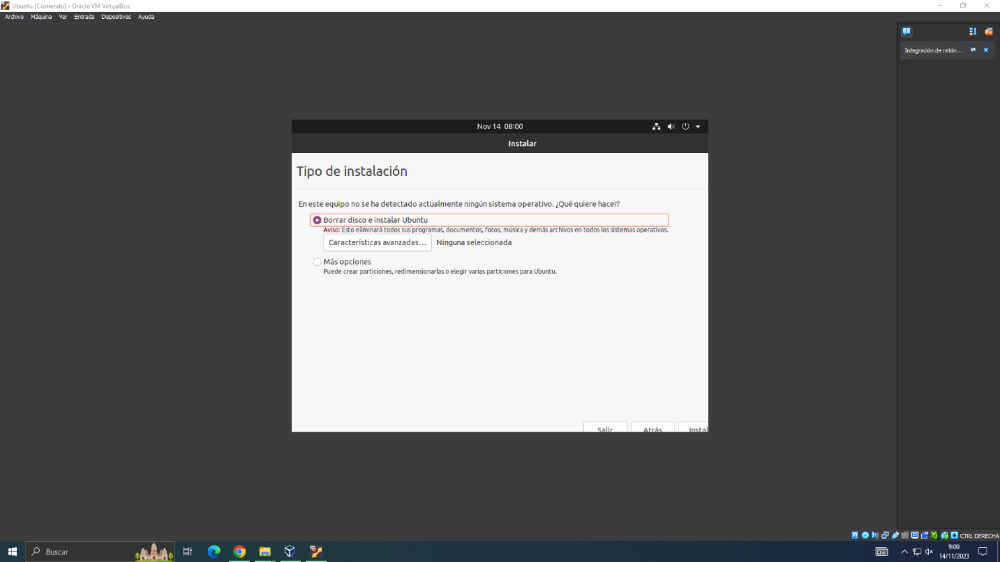 Ubuntu [Corriendo] - Oracle VM VirtualBox
Archivo Máquina Ver Entrada Dispositivos Ayuda
Integración de ratón...
Nov 14 08:00
Instalar
Tipo de instalación
En este equipo no se ha detectado actualmente ningún sistema operativo. ¿Qué quiere hacer?
Borrar disco e instalar Ubuntu
Aviso: Esto eliminará todos sus programas, documentos, fotos, música y demás archivos en todos los sistemas operativos.
Características avanzadas... Ninguna seleccionada
Más opciones
Puede crear particiones, redimensionarlas o elegir varias particiones para Ubuntu.
Salir Atrás Instal
CTRL DERECHA
Buscar
9:00
14/11/2023